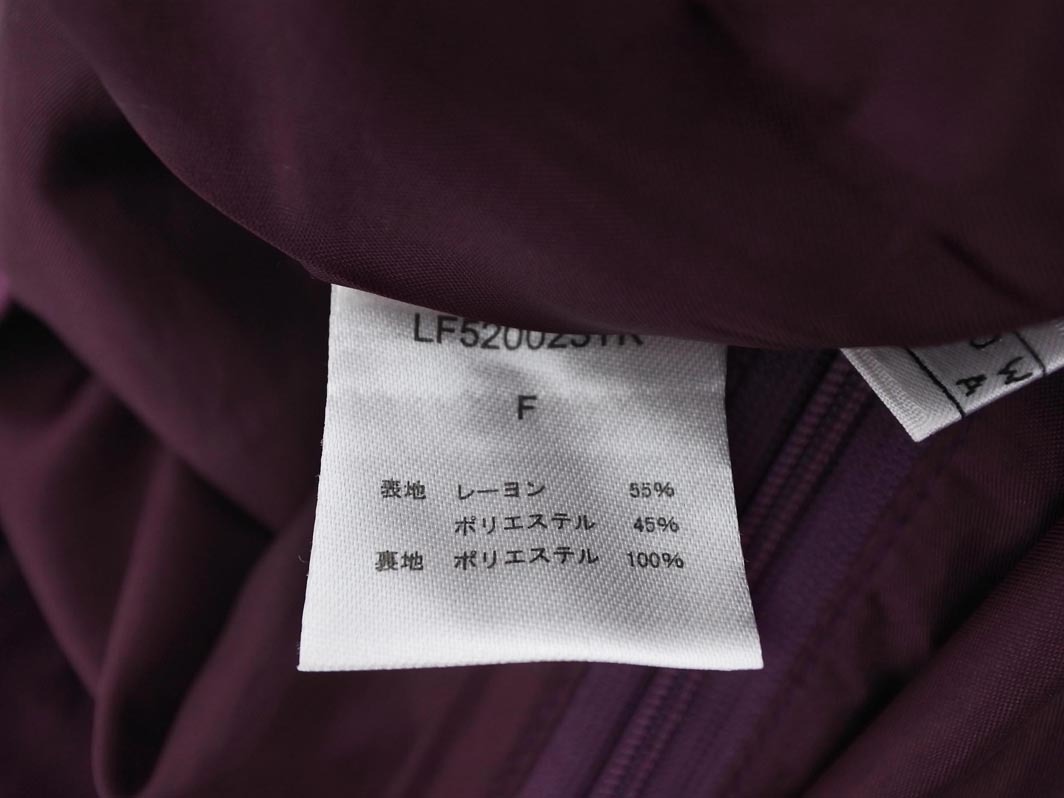 LF5200231K
F
表地 レーヨン 55%
ポリエステル 45%
裏地 ポリエステル 100%